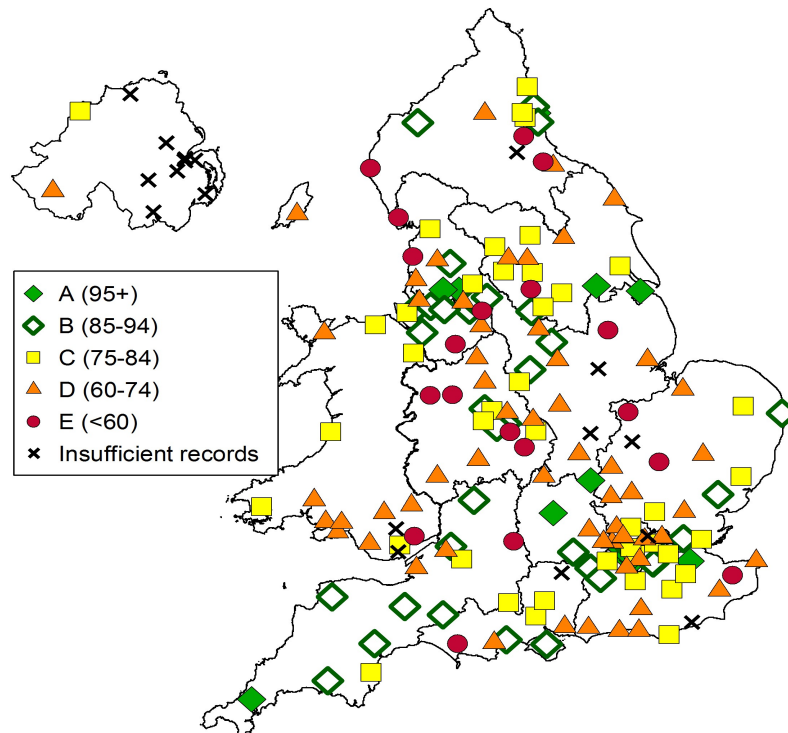 A (95+)
B (85-94)
C (75-84)
D (60-74)
E (<60)
Insufficient records